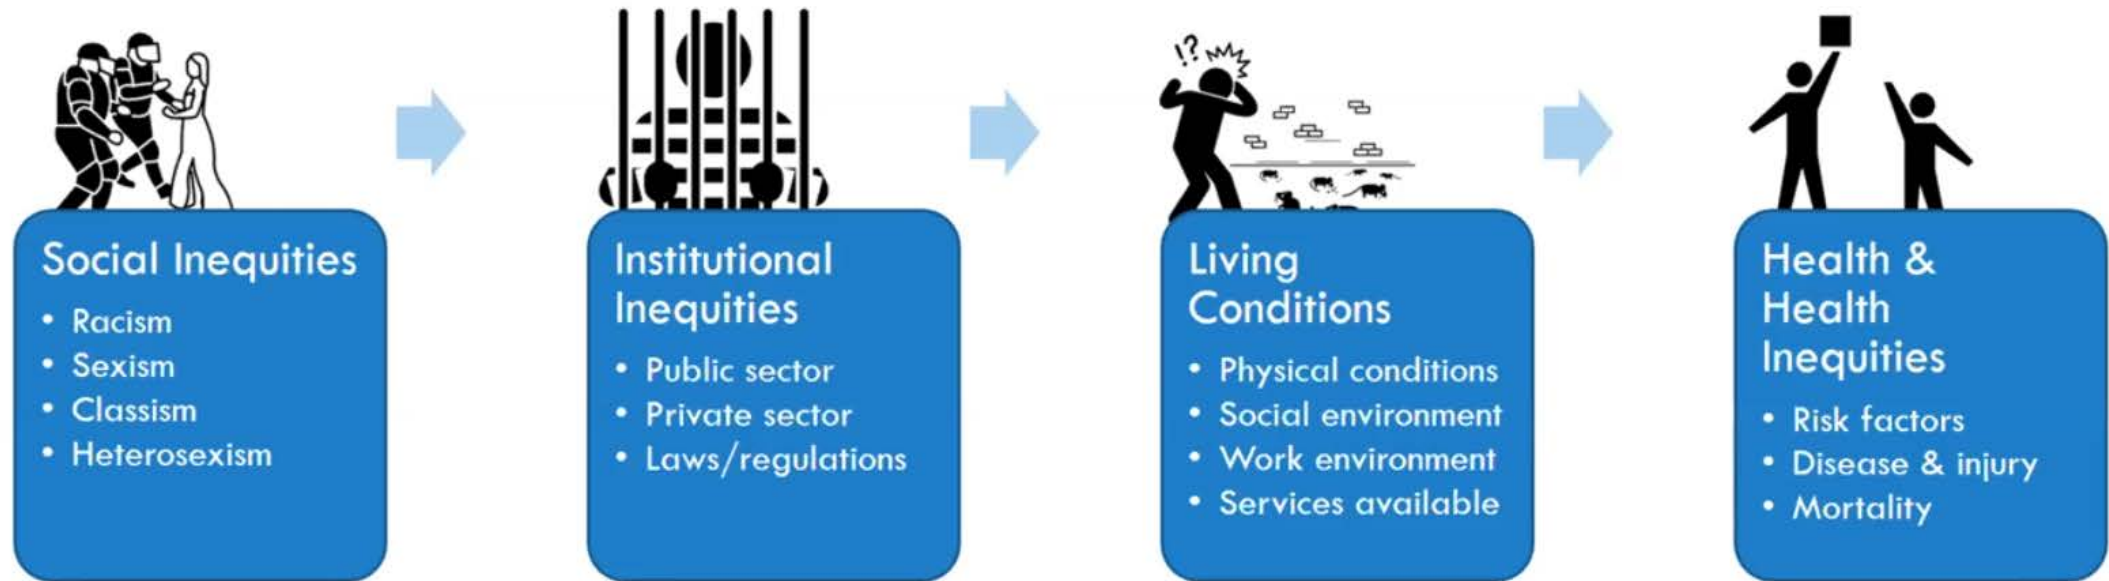 !?
Social Inequities
• Racism
• Sexism
• Classism
• Heterosexism
Institutional
Inequities
• Public sector
• Private sector
• Laws/regulations
Living
Conditions
• Physical conditions
• Social environment
• Work environment
• Services available
Health &
Health
Inequities
• Risk factors
• Disease & injury
• Mortality